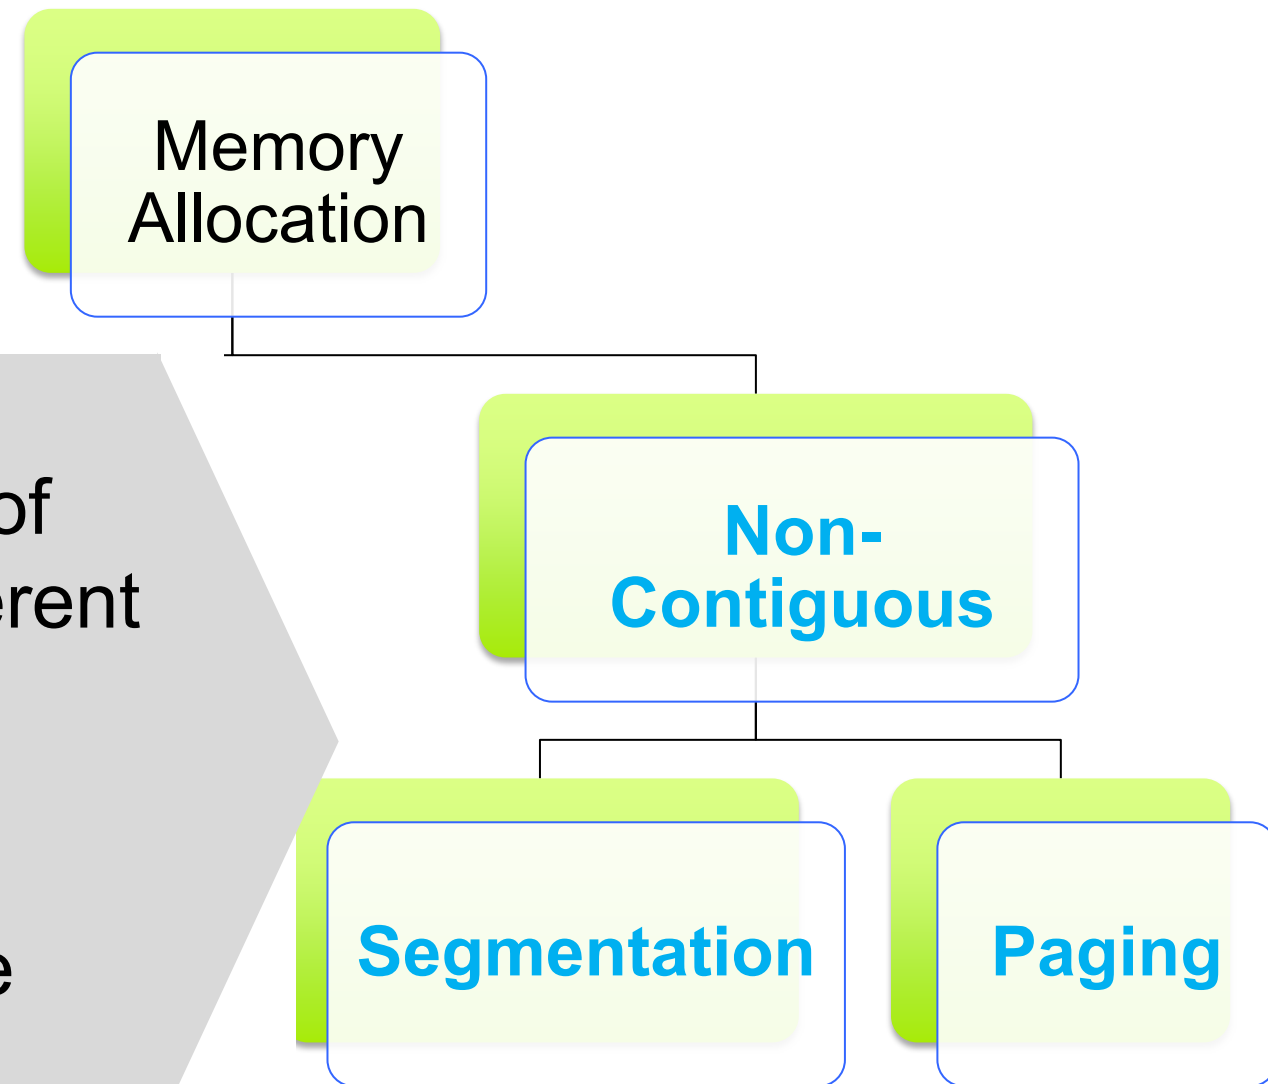 Memory
Allocation
of
erent
Non-
Contiguous
e
Segmentation
Paging